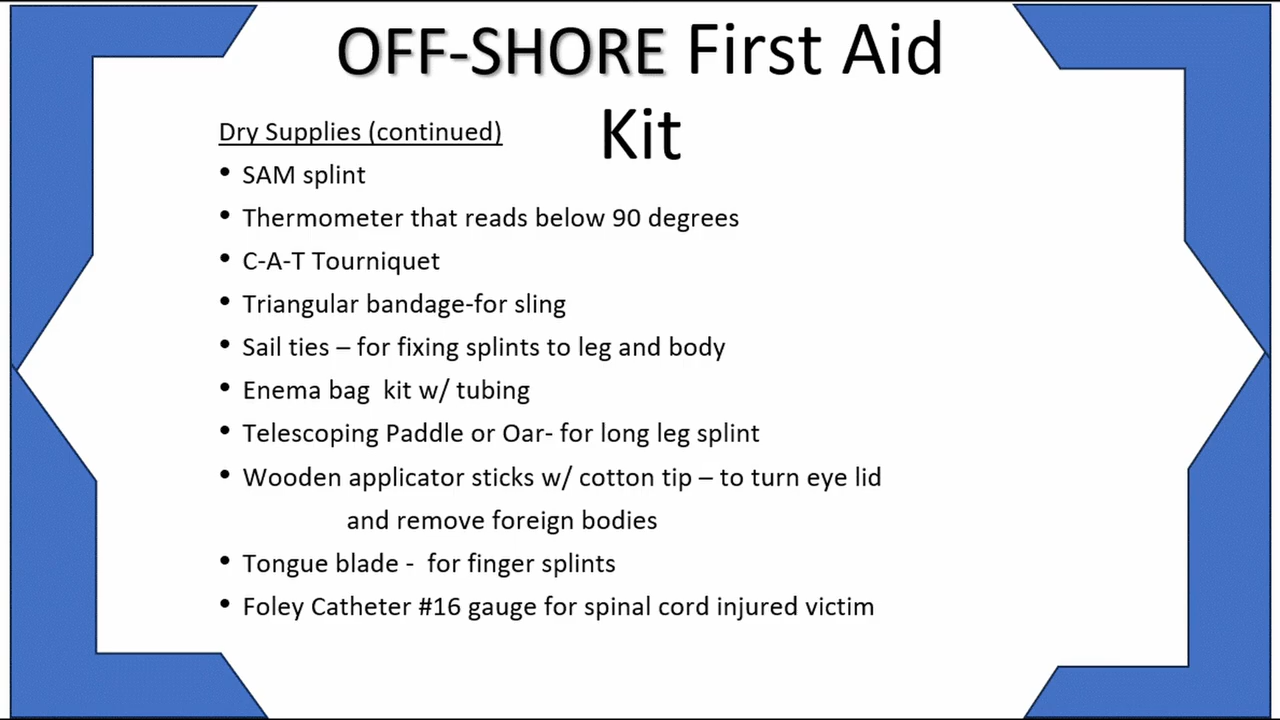 OFF-SHORE First Aid
Kit
Dry Supplies (continued)
• SAM splint
• Thermometer that reads below 90 degrees
• C-A-T Tourniquet
• Triangular bandage-for sling
• Sail ties – for fixing splints to leg and body
• Enema bag  kit w/ tubing
• Telescoping Paddle or Oar- for long leg splint
• Wooden applicator sticks w/ cotton tip – to turn eye lid
and remove foreign bodies
• Tongue blade -  for finger splints
• Foley Catheter #16 gauge for spinal cord injured victim